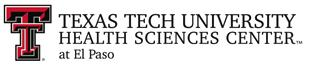 TEXAS TECH UNIVERSITY
HEALTH SCIENCES CENTER™
at El Paso